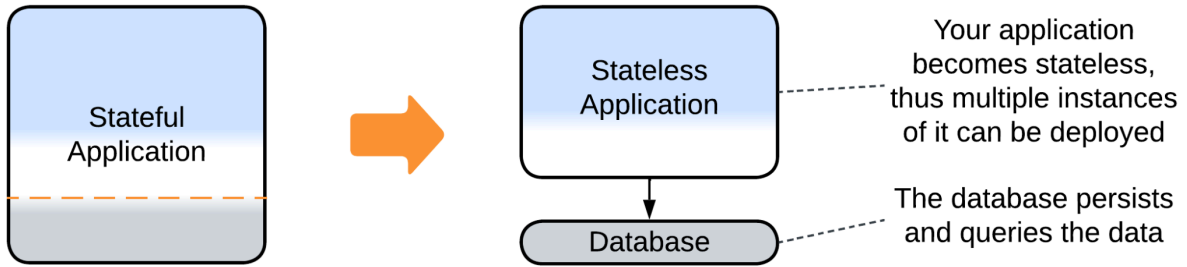 Stateful
Application
Stateless
Application
Database
Your application
becomes stateless,
thus multiple instances
of it can be deployed
The database persists
and queries the data